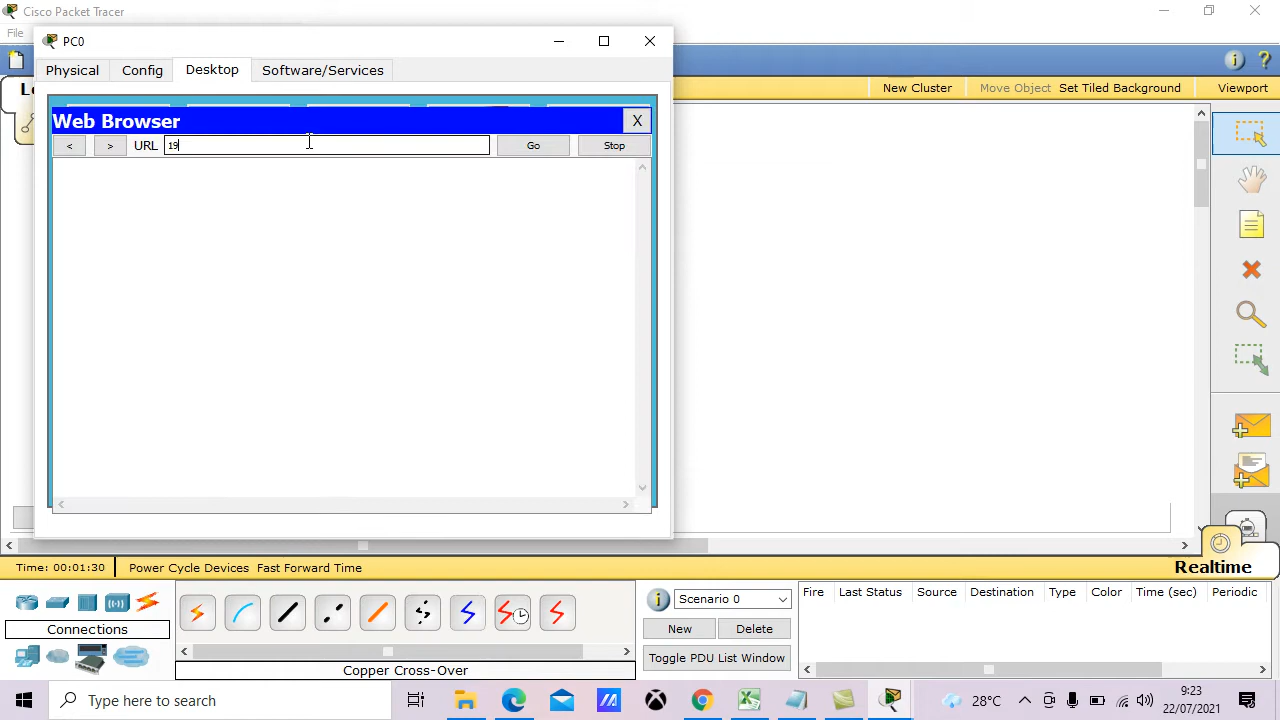 Cisco Packet Tracer
File
PC0
Physical
Config
Desktop
Software/Services
New Cluster
Move Object
Set Tiled Background
Viewport
Web Browser
X
<
>
URL
19
Go
Stop
Time: 00:01:30
Power Cycle Devices
Fast Forward Time
Realtime
Connections
Copper Cross-Over
Scenario 0
New
Delete
Toggle PDU List Window
Fire
Last Status
Source
Destination
Type
Color
Time (sec)
Periodic
Type here to search
28°C
9:23
22/07/2021